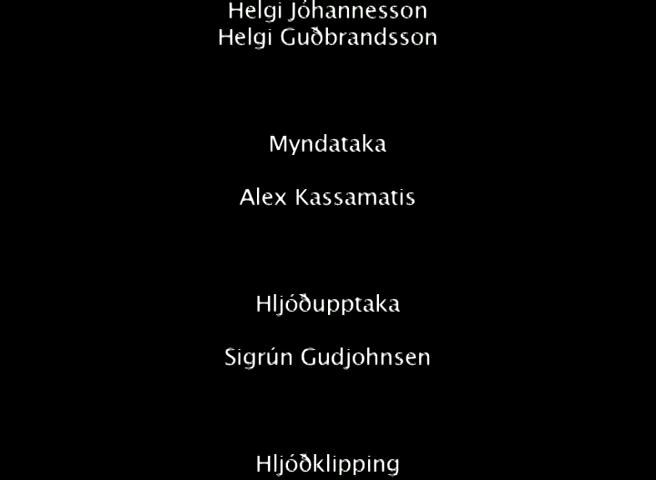 Helgi Jóhannesson
Helgi Guðbrandsson
Myndataka
Alex Kassamatis
Hljóðupptaka
Sigrún Gudjohnsen
Hljóðklipping